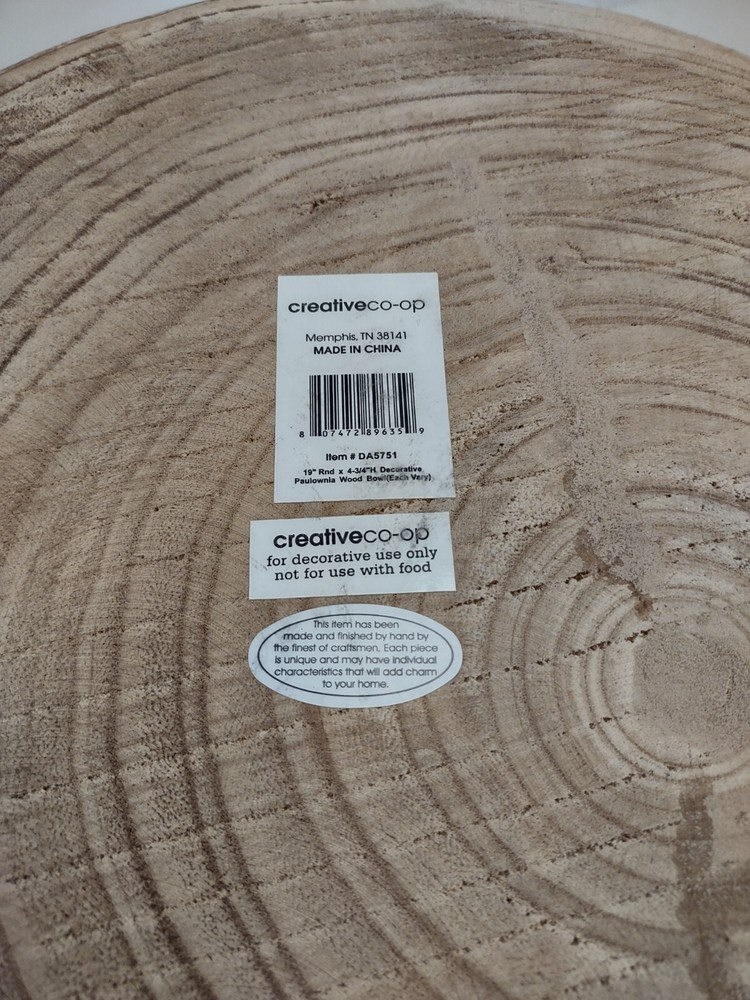 creativeco-op
Memphis, TN 38141
MADE IN CHINA
8 07472 89635 9
Item # DA5751
19" Rnd x 4-3/4"H Decorative
Paulownia Wood Bowl(Each Vary)
creativeco-op
for decorative use only
not for use with food
This item has been
made and finished by hand by
the finest of craftsmen. Each piece
is unique and may have individual
characteristics that will add charm
to your home.